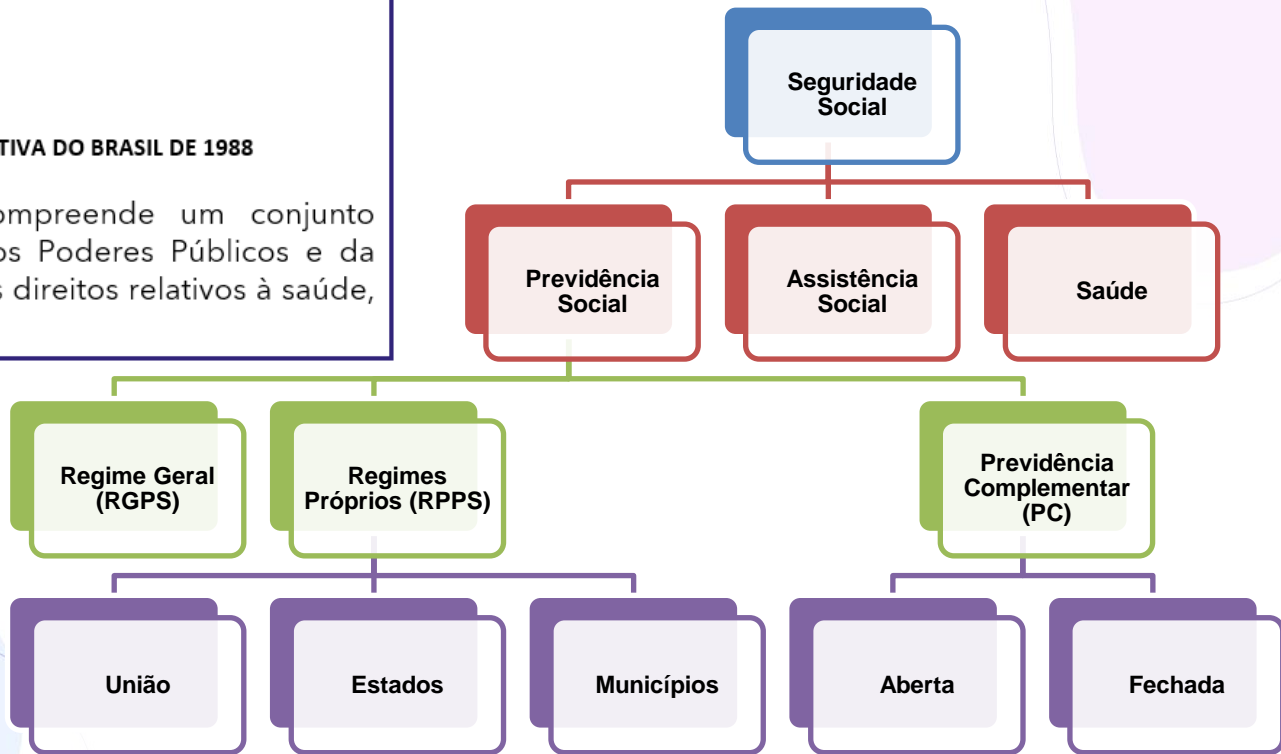 TIVA DO BRASIL DE 1988
ompreende um conjunto
os Poderes Públicos e da
s direitos relativos à saúde,
Seguridade
Social
Previdência
Social
Assistência
Social
Saúde
Regime Geral
(RGPS)
Regimes
Próprios (RPPS)
Previdência
Complementar
(PC)
União
Estados
Municípios
Aberta
Fechada